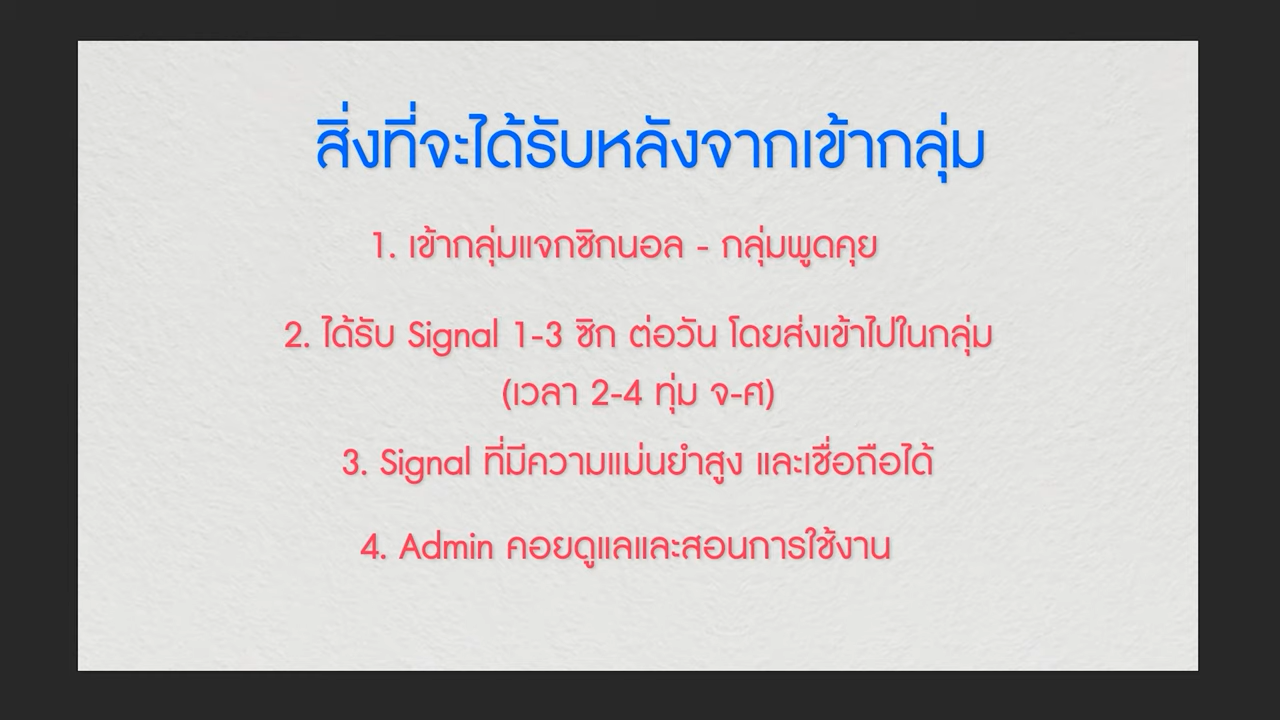 สิ่งที่จะได้รับหลังจากเข้ากลุ่ม
1. เข้ากลุ่มแจกซิกนอล - กลุ่มพูดคุย
2. ได้รับ Signal 1-3 ซิก ต่อวัน โดยส่งเข้าไปในกลุ่ม
(เวลา 2-4 ทุ่ม จ-ศ)
3. Signal ที่มีความแม่นยำสูง และเชื่อถือได้
4. Admin คอยดูแลและสอนการใช้งาน